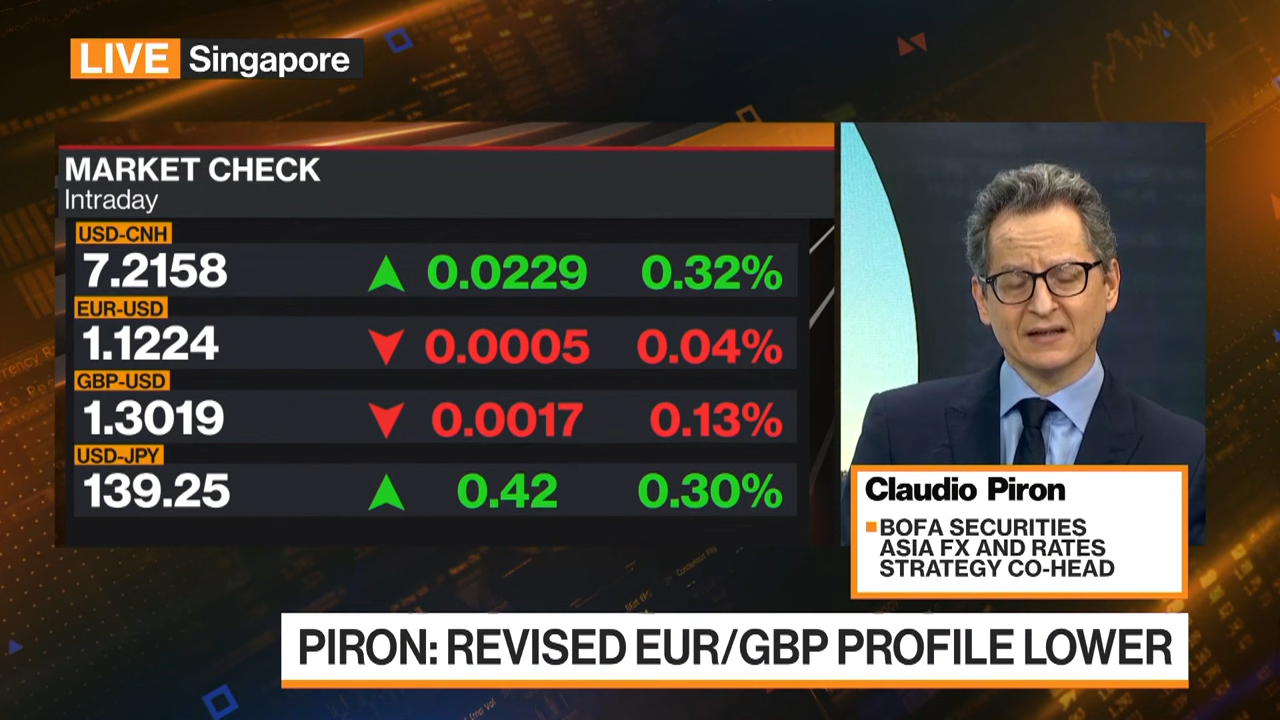 LIVE Singapore
MARKET CHECK
Intraday
USD-CNH
7.2158 ▲ 0.0229 0.32%
EUR-USD
1.1224 ▼ 0.0005 0.04%
GBP-USD
1.3019 ▼ 0.0017 0.13%
USD-JPY
139.25 ▲ 0.42 0.30%
Claudio Piron
BOFA SECURITIES
ASIA FX AND RATES
STRATEGY CO-HEAD
PIRON: REVISED EUR/GBP PROFILE LOWER